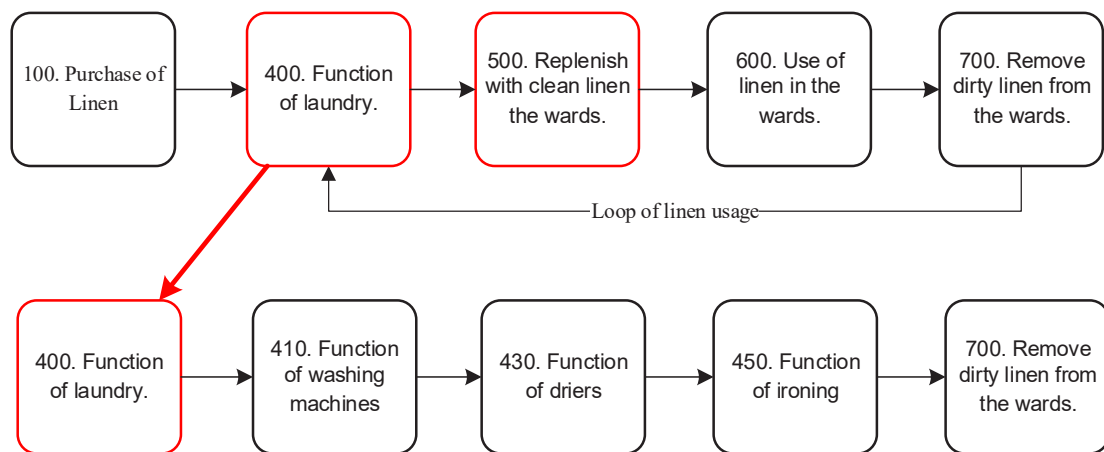 100. Purchase of
Linen
400. Function
of laundry.
500. Replenish
with clean linen
the wards.
600. Use of
linen in the
wards.
700. Remove
dirty linen from
the wards.
Loop of linen usage
400. Function
of laundry.
410. Function
of washing
machines
430. Function
of driers
450. Function
of ironing
700. Remove
dirty linen from
the wards.